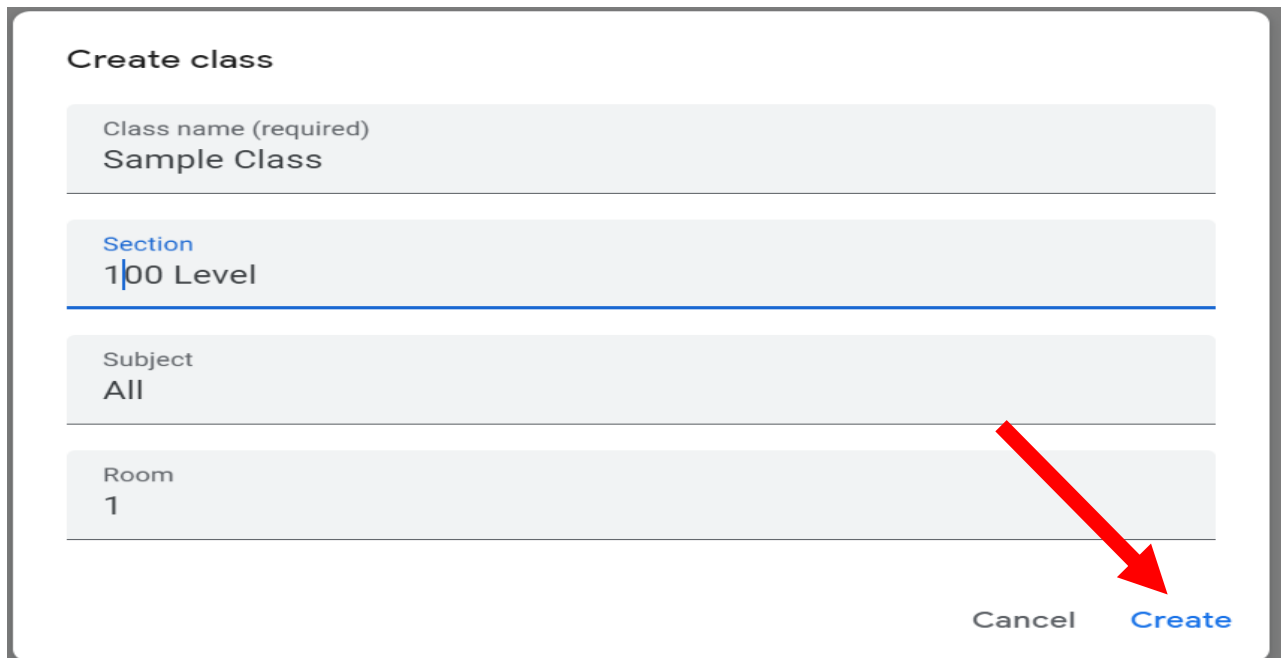 Create class
Class name (required)
Sample Class
Section
100 Level
Subject
All
Room
1
Cancel Create